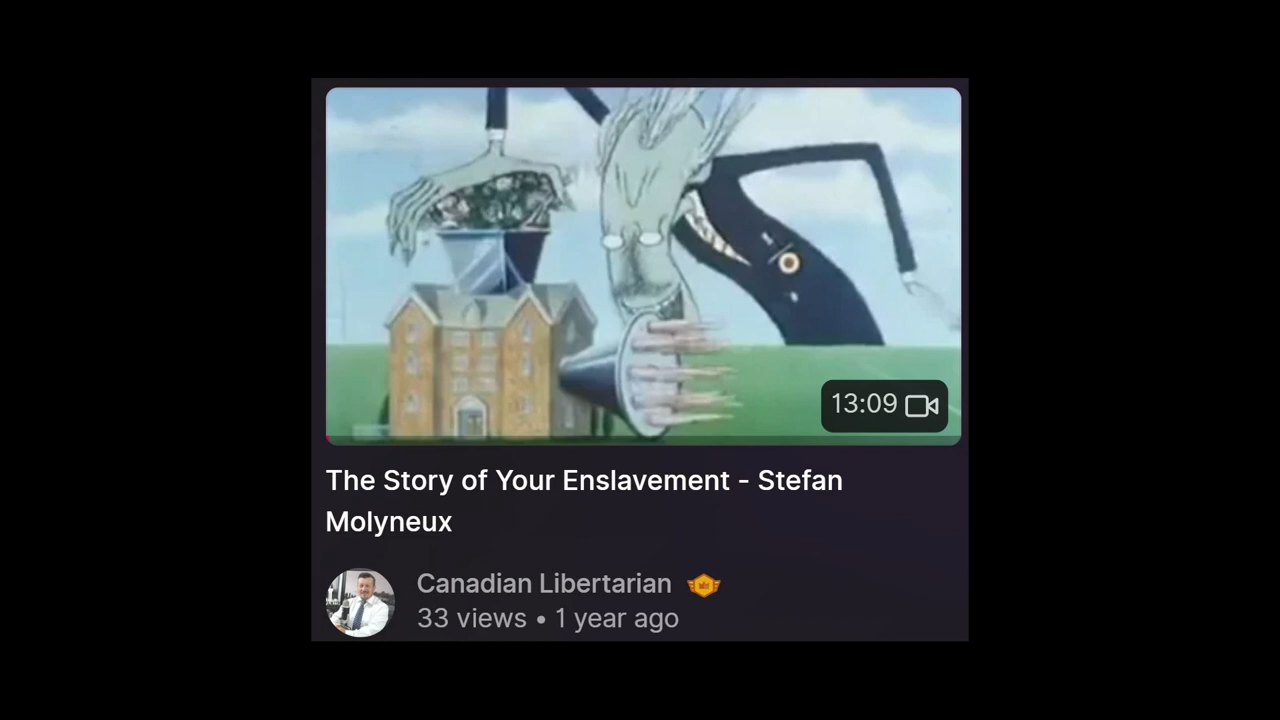 13:09
The Story of Your Enslavement - Stefan
Molyneux
Canadian Libertarian
33 views • 1 year ago